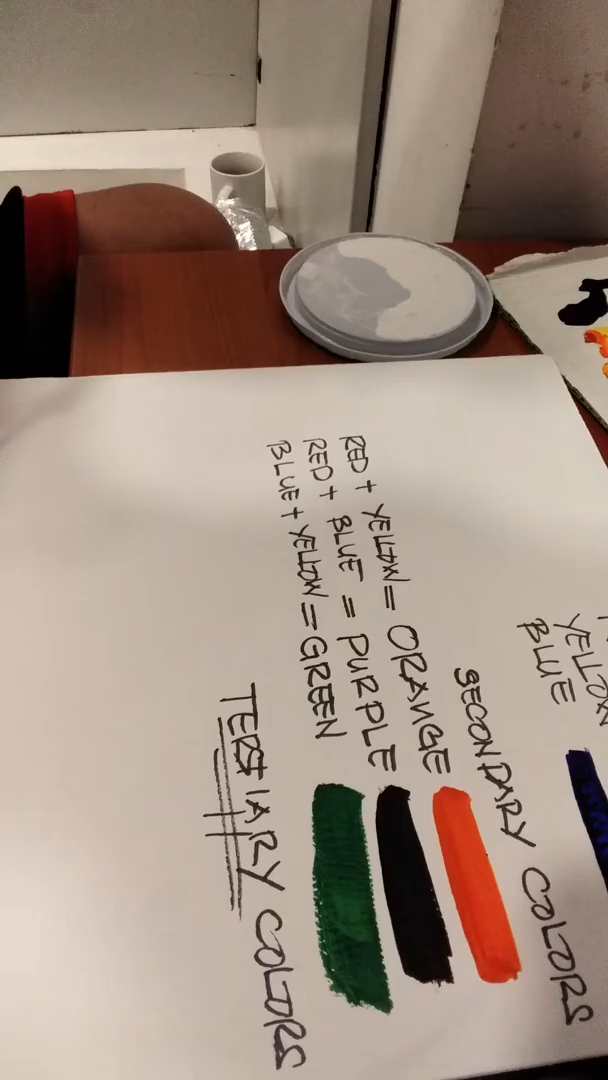 YELLOW
BLUE
SECONDARY COLORS
RED + YELLOW = ORANGE
RED + BLUE = PURPLE
BLUE + YELLOW = GREEN
TERTIARY COLORS